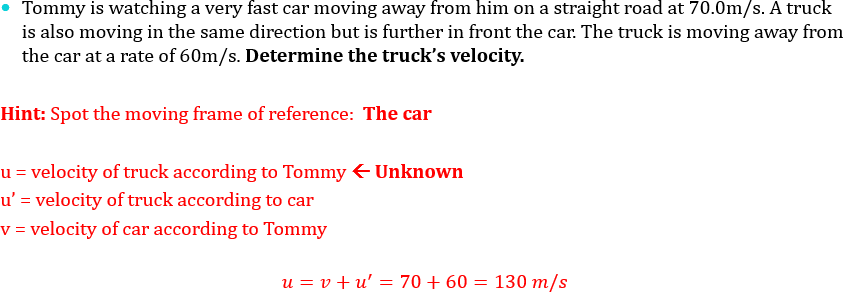 • Tommy is watching a very fast car moving away from him on a straight road at 70.0m/s. A truck
is also moving in the same direction but is further in front the car. The truck is moving away from
the car at a rate of 60m/s. Determine the truck's velocity.
Hint: Spot the moving frame of reference: The car
u = velocity of truck according to Tommy ← Unknown
u' = velocity of truck according to car
v = velocity of car according to Tommy
u = v + u' = 70 + 60 = 130 m/s